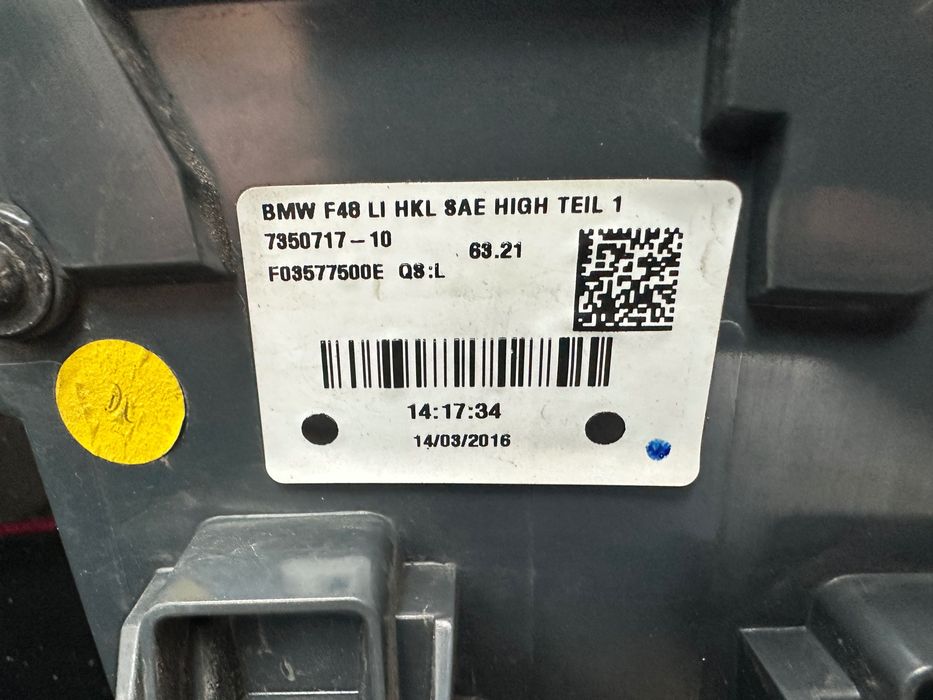 BMW F48 LI HKL SAE HIGH TEIL 1
7350717-10
63.21
F03577500E QS:L
14:17:34
14/03/2016